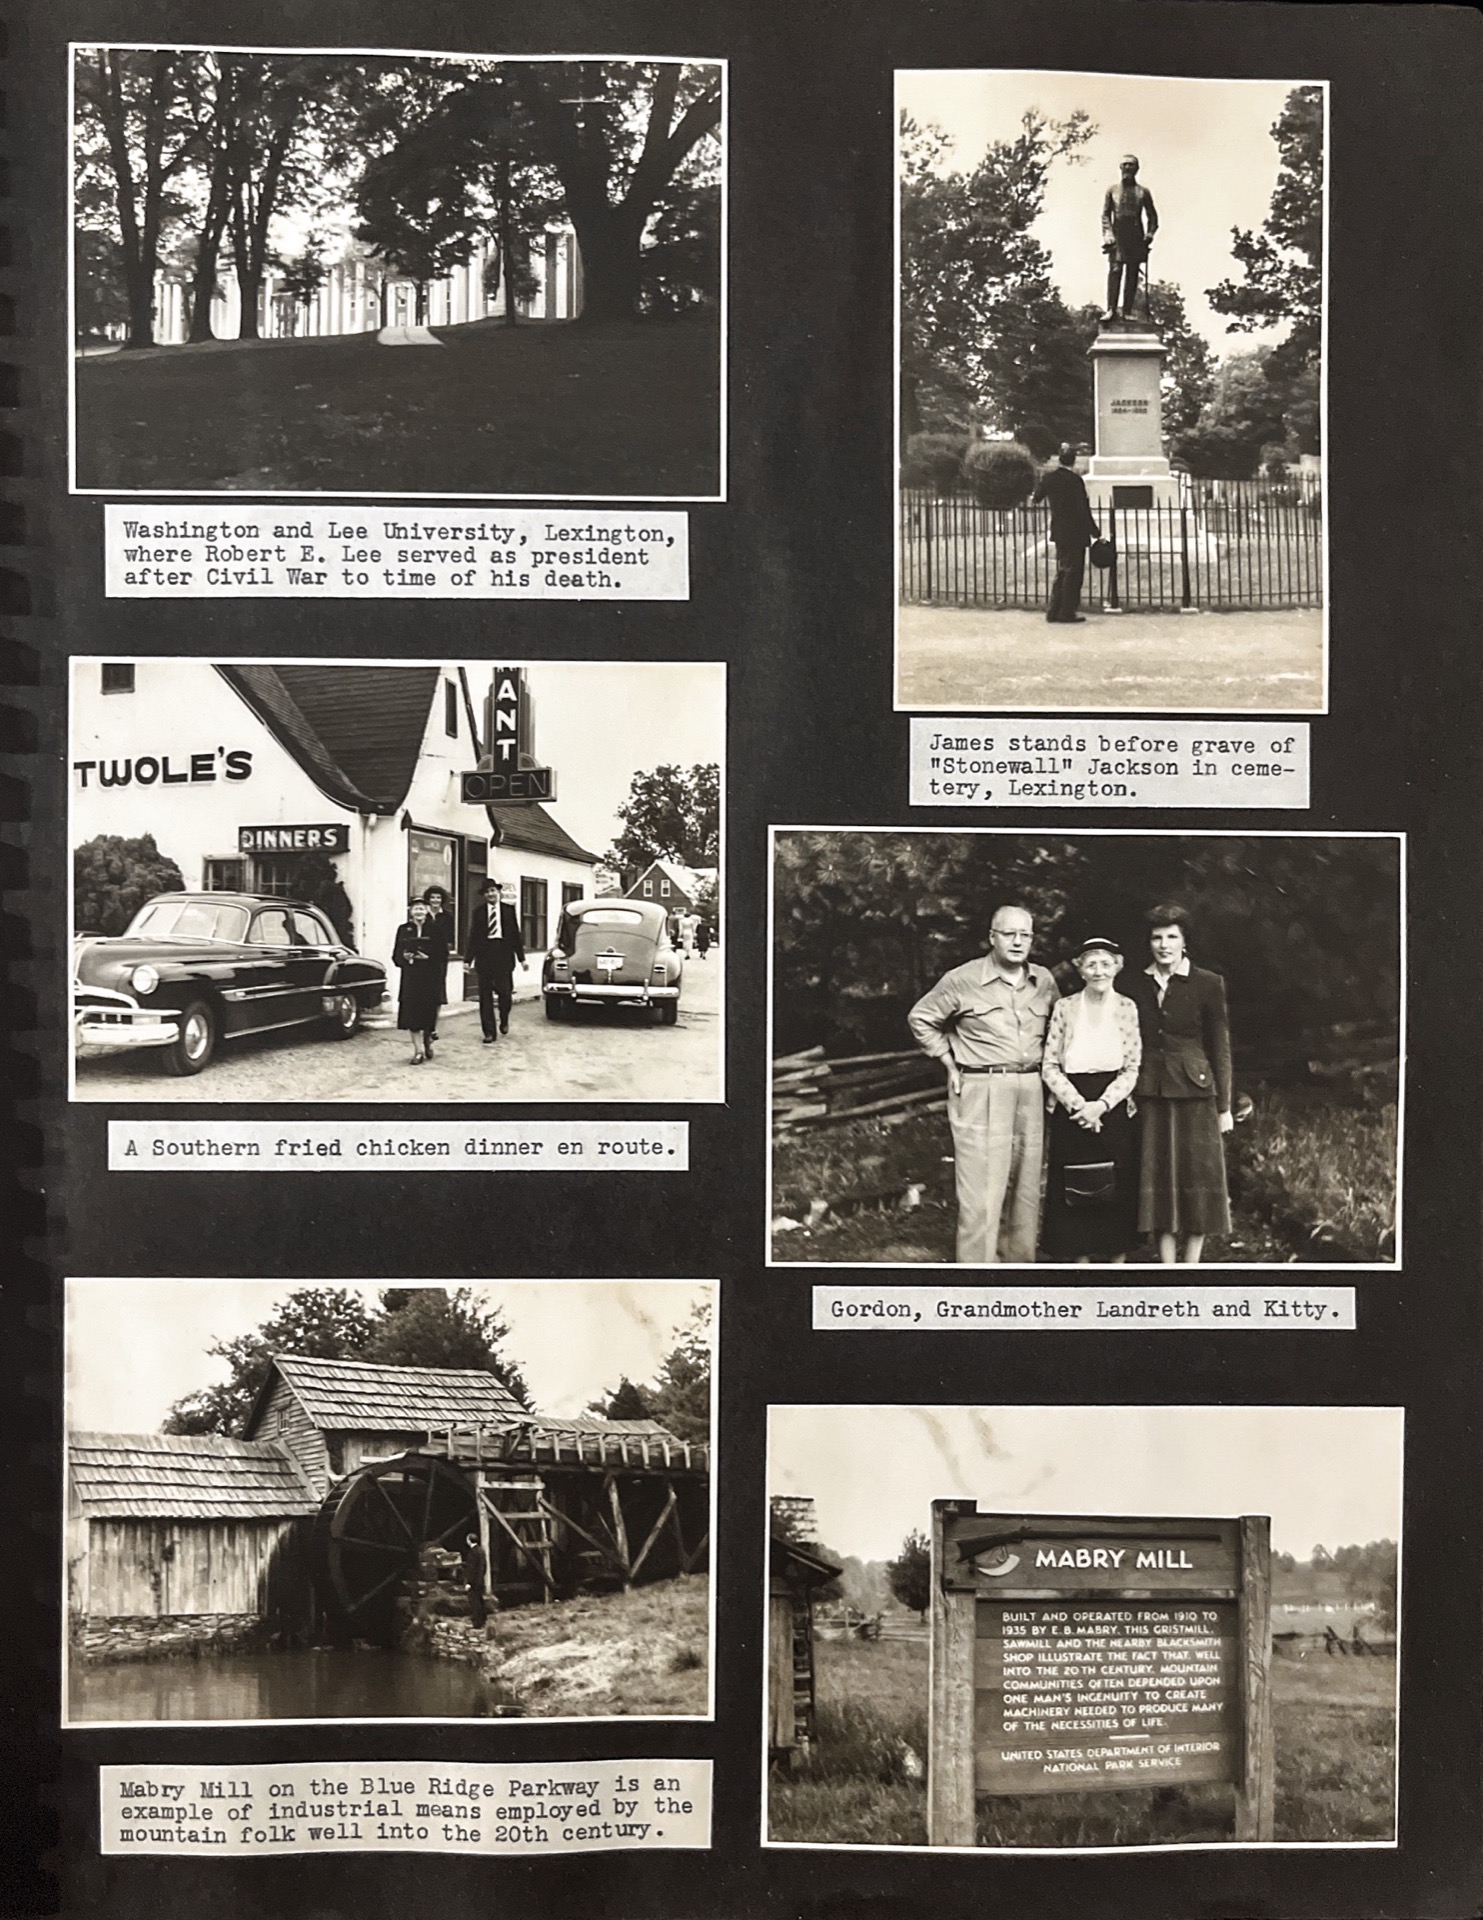 Washington and Lee University, Lexington,
where Robert E. Lee served as president
after Civil War to time of his death.
JACKSON
James stands before grave of
"Stonewall" Jackson in ceme-
tery, Lexington.
TWOLE'S
ANT
OPEN
DINNERS
OPEN
A Southern fried chicken dinner en route.
Gordon, Grandmother Landreth and Kitty.
Mabry Mill on the Blue Ridge Parkway is an
example of industrial means employed by the
mountain folk well into the 20th century.
MABRY MILL
BUILT AND OPERATED FROM 1910 TO
1935 BY E.B. MABRY. THIS GRISTMILL,
SAWMILL AND THE NEARBY BLACKSMITH
SHOP ILLUSTRATE THE FACT THAT, WELL
INTO THE 20TH CENTURY, MOUNTAIN
COMMUNITIES OFTEN DEPENDED UPON
ONE MAN'S INGENUITY TO CREATE
MACHINERY NEEDED TO PRODUCE MANY
OF THE NECESSITIES OF LIFE.
UNITED STATES DEPARTMENT OF INTERIOR
NATIONAL PARK SERVICE